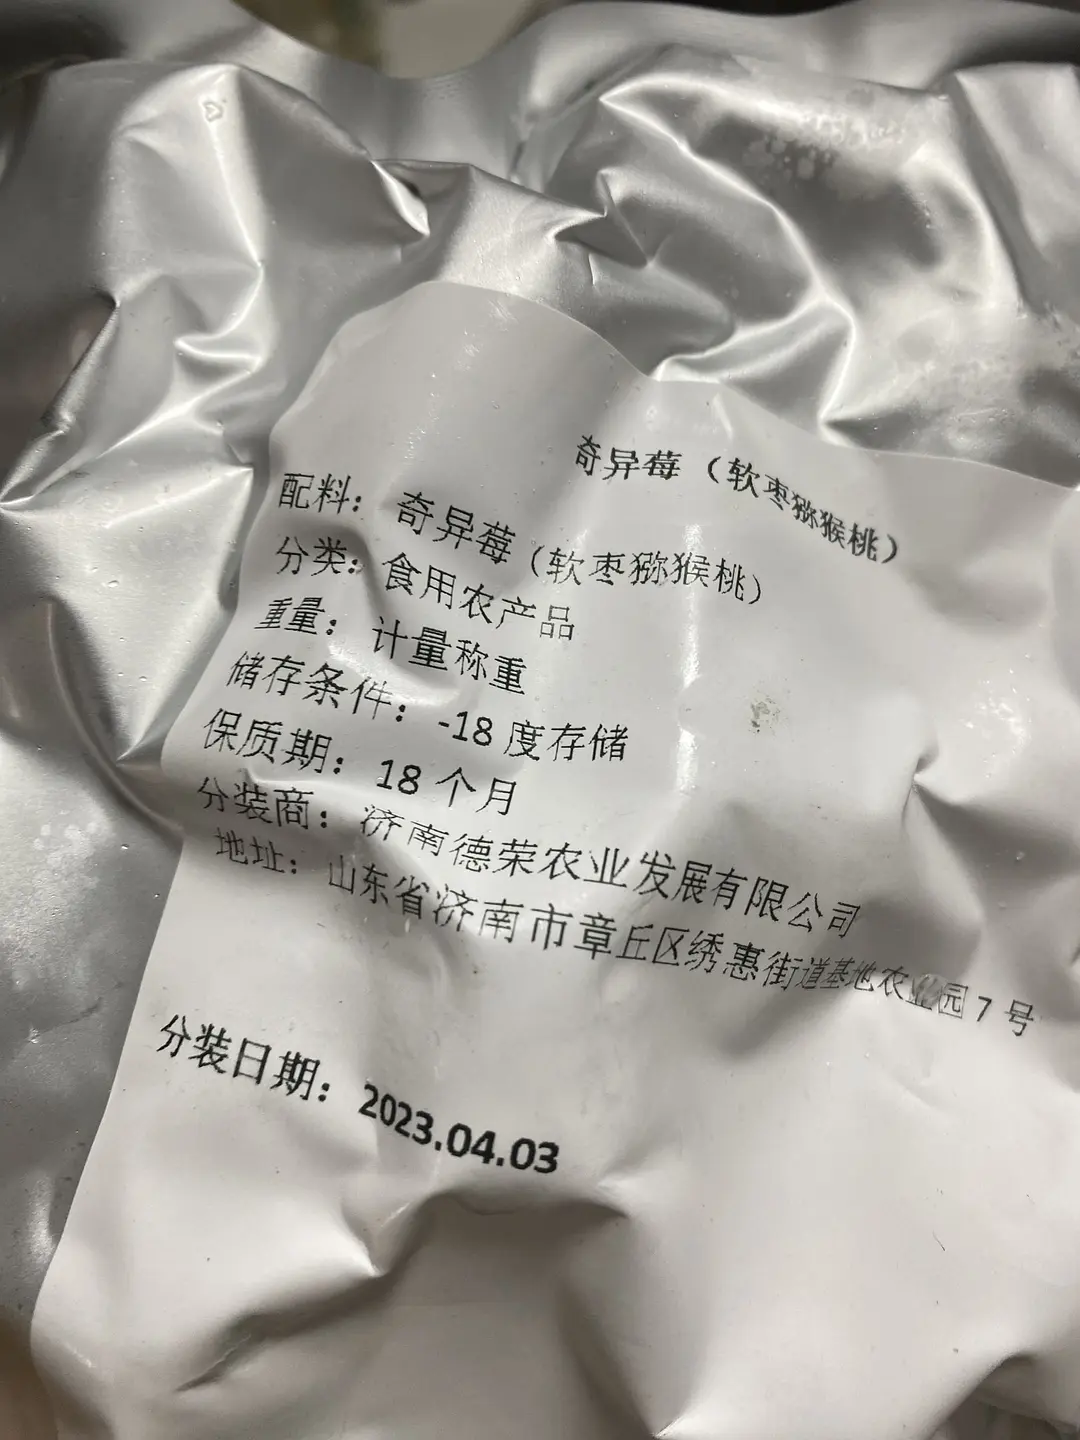 奇异莓（软枣猕猴桃）
配料： 奇异莓（软枣猕猴桃）
分类： 食用农产品
重量： 计量称重
储存条件：-18 度存储
保质期： 18 个月
分装商： 济南德荣农业发展有限公司
地址： 山东省济南市章丘区绣惠街道基地农业园 7 号
分装日期：2023.04.03